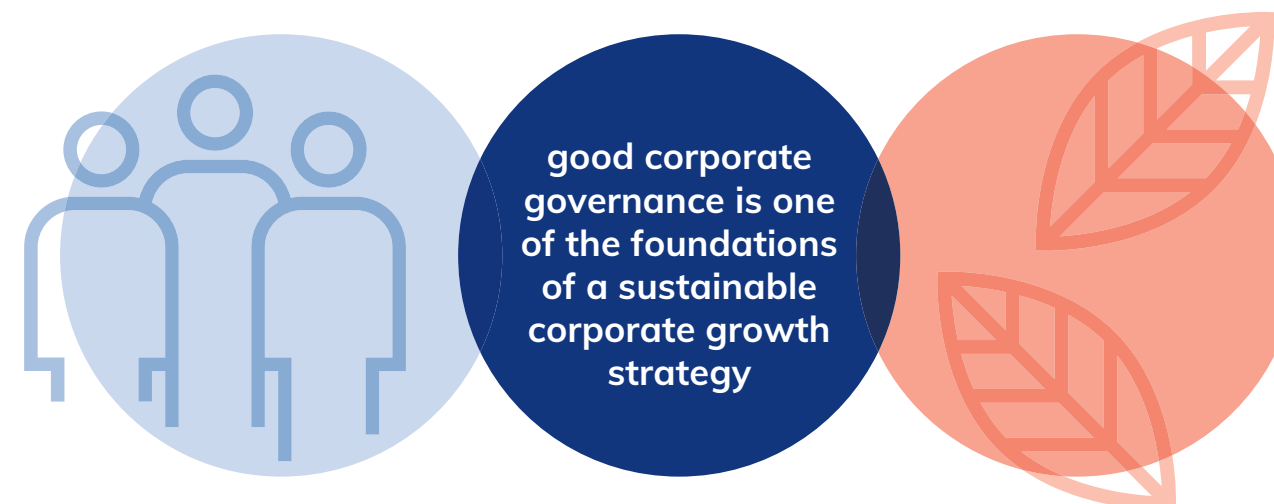 good corporate
governance is one
of the foundations
of a sustainable
corporate growth
strategy